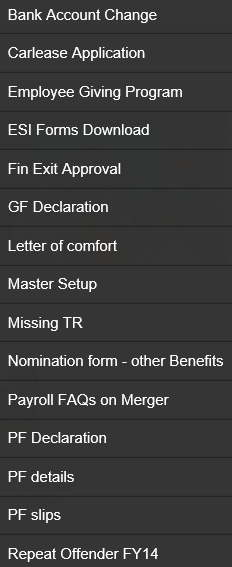 Bank Account Change
Carlease Application
Employee Giving Program
ESI Forms Download
Fin Exit Approval
GF Declaration
Letter of comfort
Master Setup
Missing TR
Nomination form - other Benefits
Payroll FAQs on Merger
PF Declaration
PF details
PF slips
Repeat Offender FY14